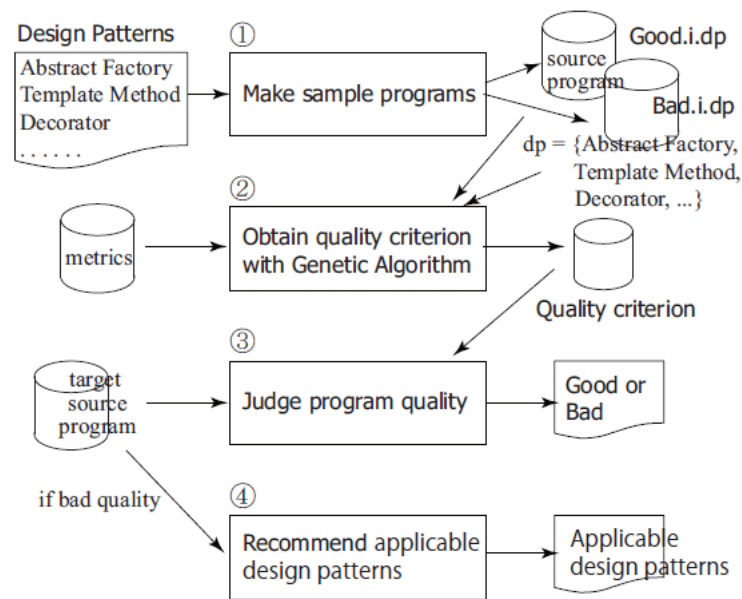 Design Patterns
Abstract Factory
Template Method
Decorator
. . . . . .
①
Make sample programs
source
program
Good.i.dp
Bad.i.dp
dp = {Abstract Factory,
Template Method,
Decorator, ...}
②
metrics
Obtain quality criterion
with Genetic Algorithm
Quality criterion
③
target
source
program
Judge program quality
Good or
Bad
if bad quality
④
Recommend applicable
design patterns
Applicable
design patterns